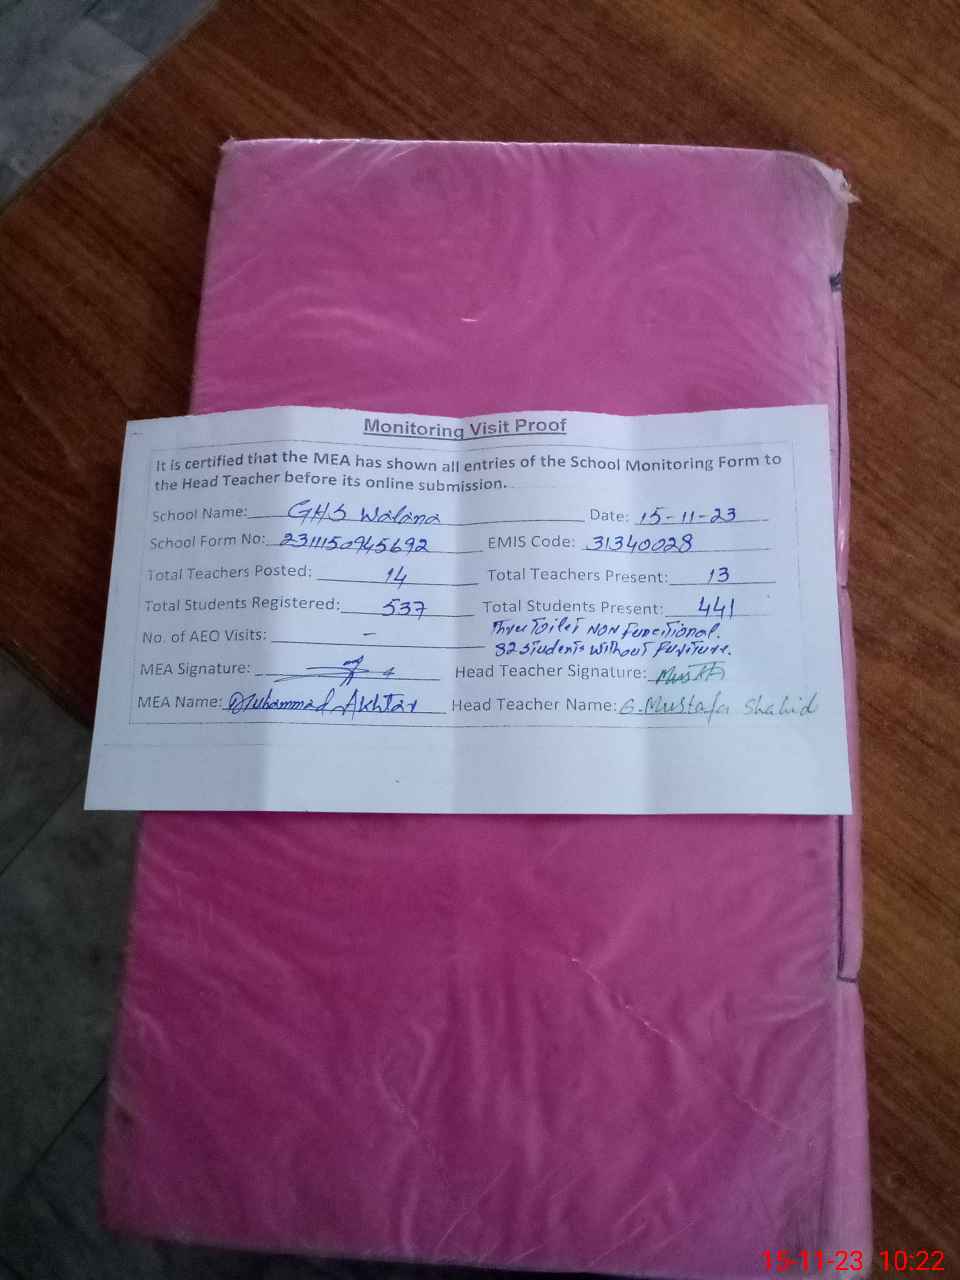 Monitoring Visit Proof
It is certified that the MEA has shown all entries of the School Monitoring Form to
the Head Teacher before its online submission.
School Name: GHS Walana Date: 15-11-23
School Form No: 2311150945692 EMIS Code: 31340028
Total Teachers Posted: 14 Total Teachers Present: 13
Total Students Registered: 537 Total Students Present: 441
No. of AEO Visits: - Three Toilet NON functional.
32 students without furniture.
MEA Signature: Head Teacher Signature:
MEA Name: Muhammad Akhtar Head Teacher Name: G. Mustafa Shahid
15-11-23 10:22